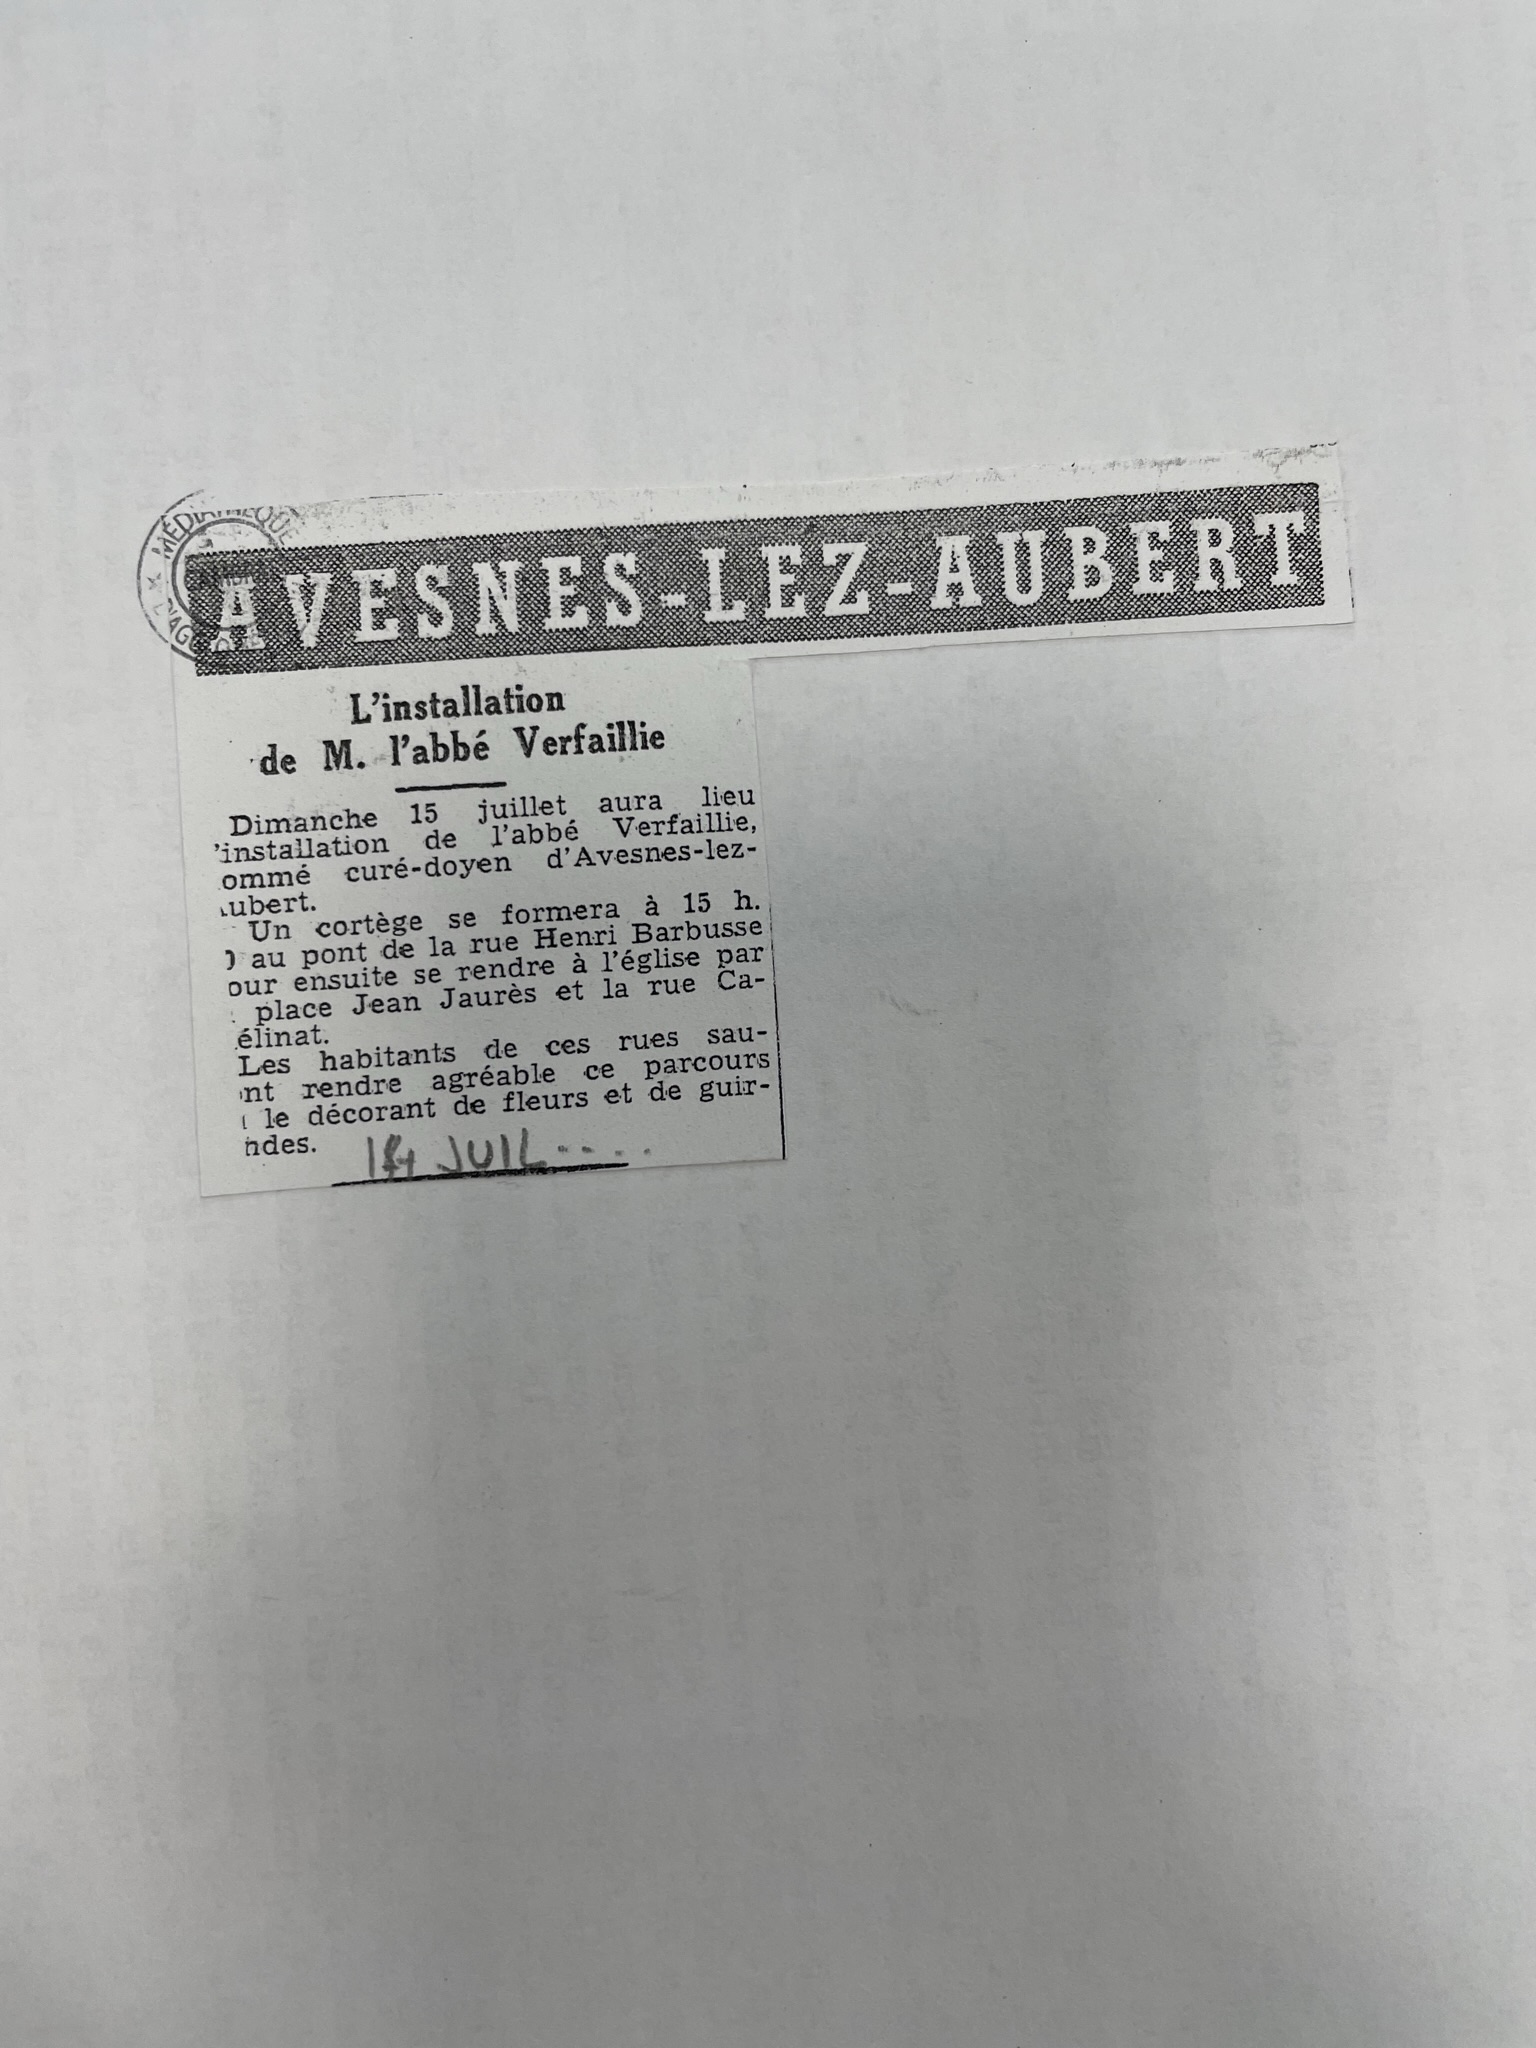 MÉDIATHÈQUE
AVESNES-LEZ-AUBERT
L'installation
de M. l'abbé Verfaillie
Dimanche 15 juillet aura lieu
'installation de l'abbé Verfaillie,
ommé curé-doyen d'Avesnes-lez-
ubert.
Un cortège se formera à 15 h.
au pont de la rue Henri Barbusse
our ensuite se rendre à l'église par
place Jean Jaurès et la rue Ca-
élinat.
Les habitants de ces rues sau-
nt rendre agréable ce parcours
le décorant de fleurs et de guir-
ndes.
14 JUIL